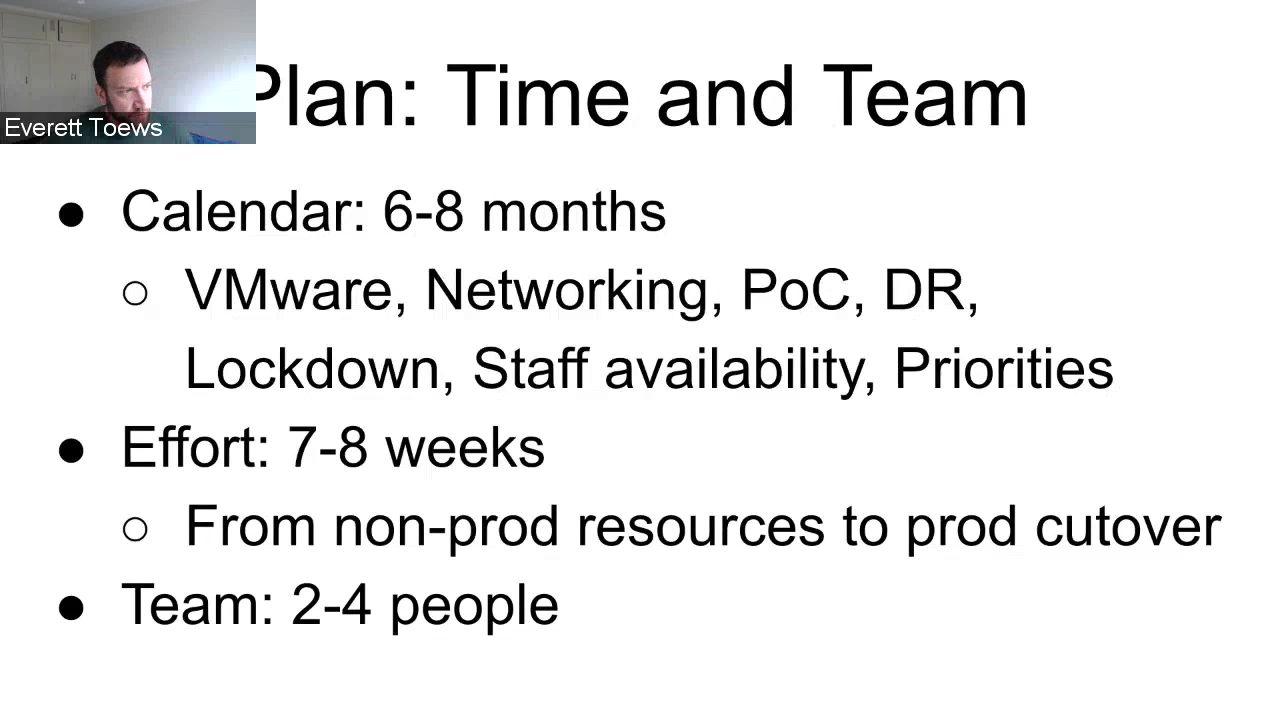 Everett Toews
Plan: Time and Team
● Calendar: 6-8 months
○ VMware, Networking, PoC, DR,
Lockdown, Staff availability, Priorities
● Effort: 7-8 weeks
○ From non-prod resources to prod cutover
● Team: 2-4 people